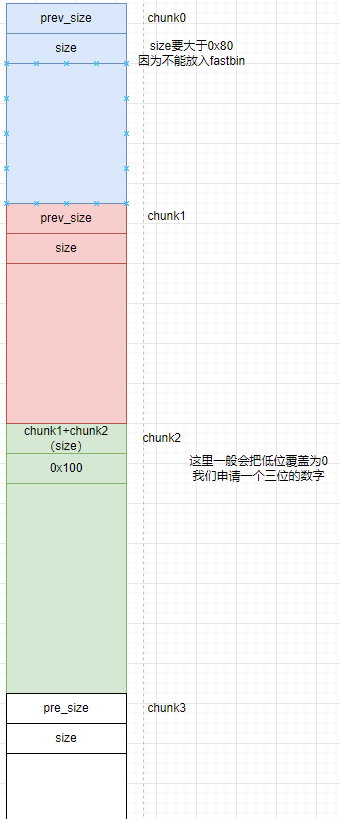 prev_size
chunk0
size
size要大于0x80
因为不能放入fastbin
prev_size
chunk1
size
chunk1+chunk2
（size）
chunk2
0x100
这里一般会把低位覆盖为0
我们申请一个三位的数字
pre_size
chunk3
size